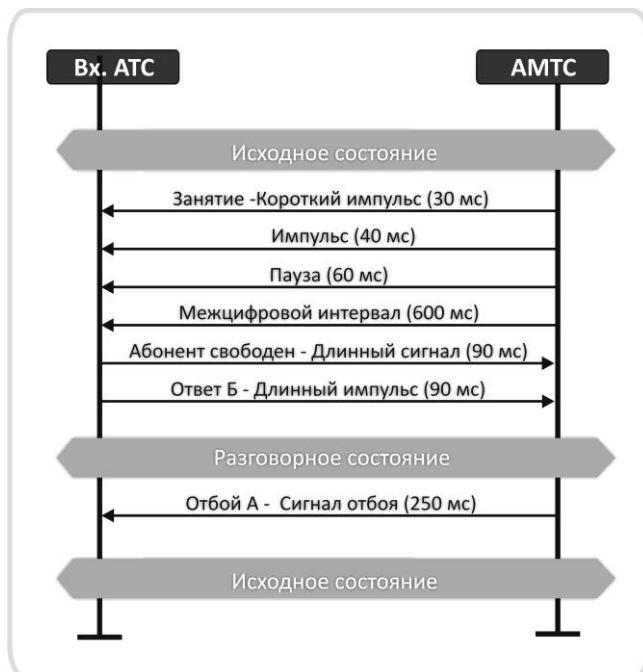 Вх. АТС
АМТС
Исходное состояние
Занятие -Короткий импульс (30 мс)
Импульс (40 мс)
Пауза (60 мс)
Межцифровой интервал (600 мс)
Абонент свободен - Длинный сигнал (90 мс)
Ответ Б - Длинный импульс (90 мс)
Разговорное состояние
Отбой А - Сигнал отбоя (250 мс)
Исходное состояние